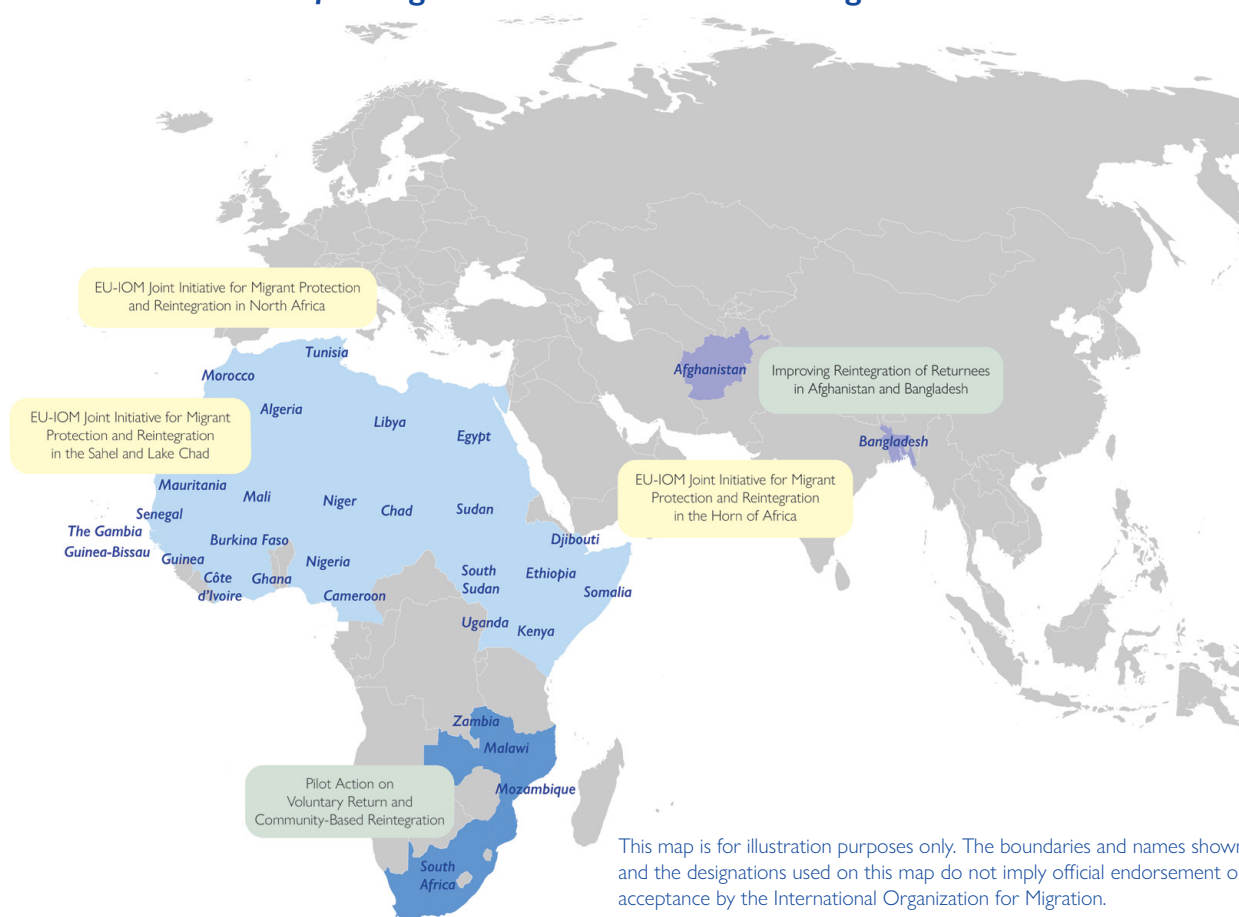 EU-IOM Joint Initiative for Migrant Protection
and Reintegration in North Africa
Tunisia
Morocco
Algeria
Libya
Egypt
Afghanistan
Improving Reintegration of Returnees
in Afghanistan and Bangladesh
Bangladesh
EU-IOM Joint Initiative for Migrant
Protection and Reintegration
in the Sahel and Lake Chad
EU-IOM Joint Initiative for Migrant
Protection and Reintegration
in the Horn of Africa
Mauritania
Mali
Niger
Chad
Sudan
Senegal
The Gambia
Guinea-Bissau
Guinea
Burkina Faso
Djibouti
Côte
d'Ivoire
Ghana
Nigeria
Cameroon
South
Sudan
Ethiopia
Somalia
Uganda
Kenya
Zambia
Malawi
Mozambique
Pilot Action on
Voluntary Return and
Community-Based Reintegration
South
Africa
This map is for illustration purposes only. The boundaries and names shown
and the designations used on this map do not imply official endorsement o
acceptance by the International Organization for Migration.